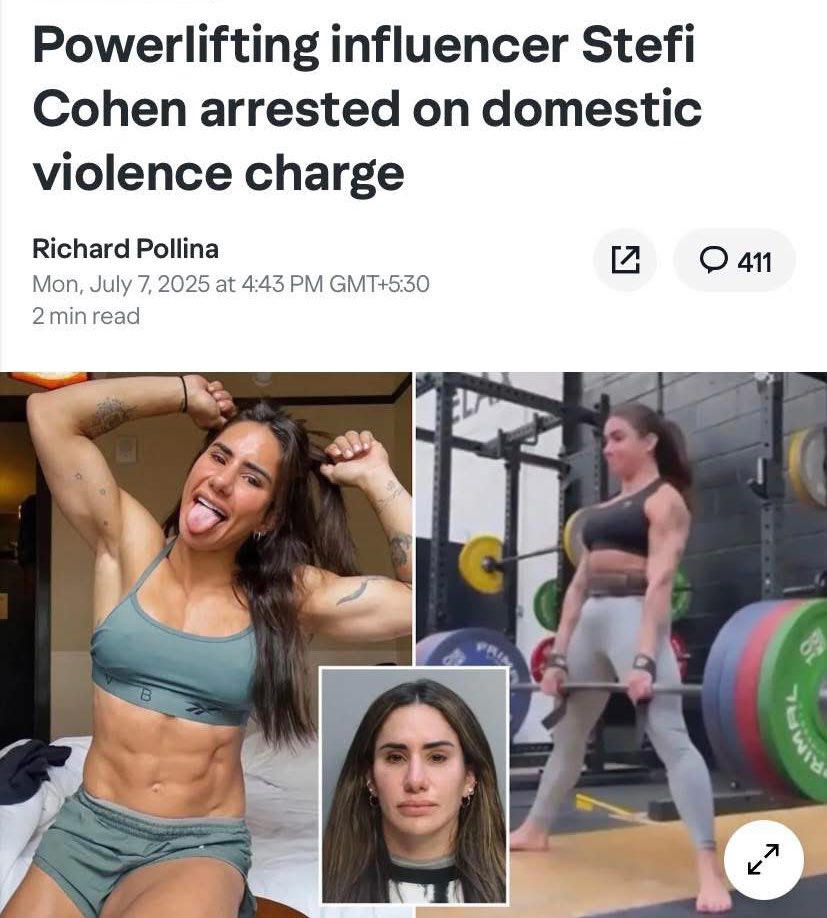 Powerlifting influencer Stefi
Cohen arrested on domestic
violence charge
Richard Pollina
Mon, July 7, 2025 at 4:43 PM GMT+5:30
411
2 min read
V B
PRIMAL